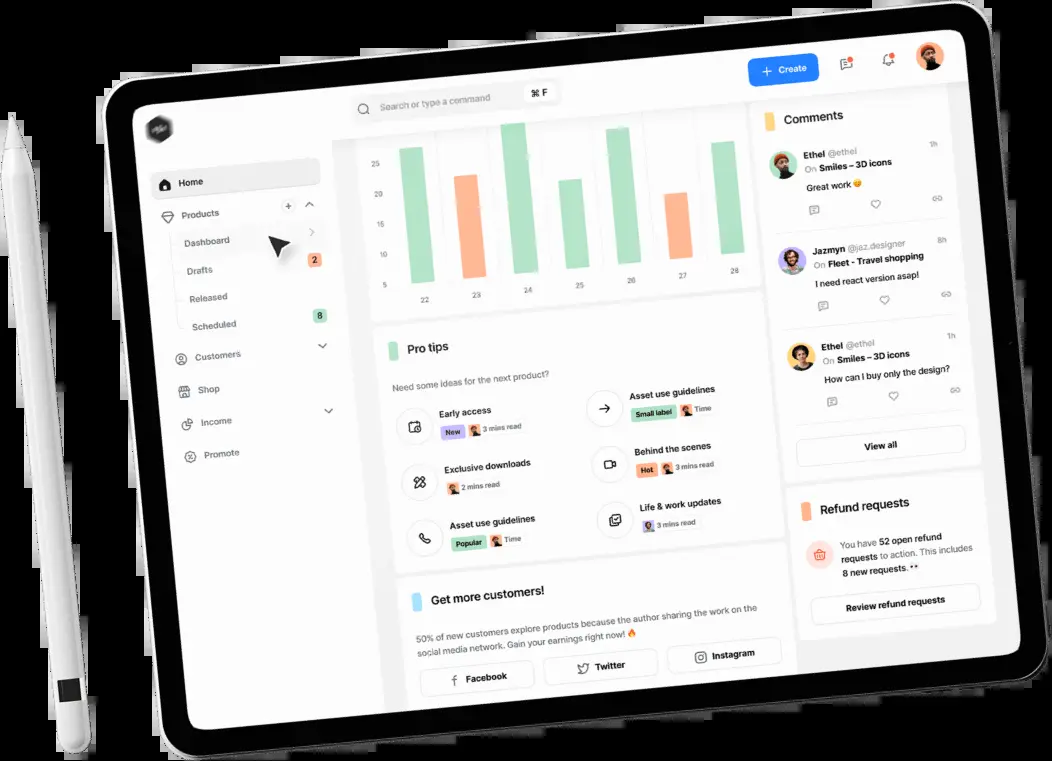 Search or type a command
⌘ F
+ Create
Home
Products
+
Dashboard
Drafts
2
Released
Scheduled
8
Customers
Shop
Income
Promote
25
20
15
10
5
22
23
24
25
26
27
28
Pro tips
Need some ideas for the next product?
Early access
New
3 mins read
Exclusive downloads
2 mins read
Asset use guidelines
Popular
Time
Asset use guidelines
Small label
Time
Behind the scenes
Hot
3 mins read
Life & work updates
3 mins read
Get more customers!
50% of new customers explore products because the author sharing the work on the
social media network. Gain your earnings right now! 🔥
Facebook
Twitter
Instagram
Comments
Ethel @ethel
1h
On Smiles – 3D icons
Great work 😊
Jazmyn @jaz.designer
8h
On Fleet - Travel shopping
I need react version asap!
Ethel @ethel
1h
On Smiles – 3D icons
How can I buy only the design?
View all
Refund requests
You have 52 open refund
requests to action. This includes
8 new requests. 👀
Review refund requests